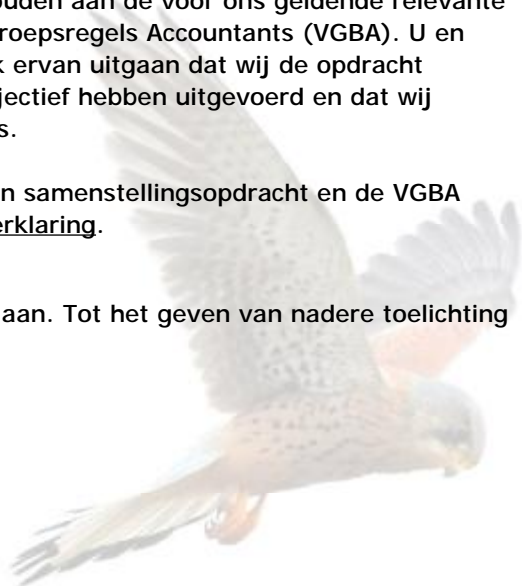 ouden aan de voor ons geldende relevante
roepsregels Accountants (VGBA). U en
k ervan uitgaan dat wij de opdracht
jectief hebben uitgevoerd en dat wij
s.
n samenstellingsopdracht en de VGBA
erklaring.
aan. Tot het geven van nadere toelichting